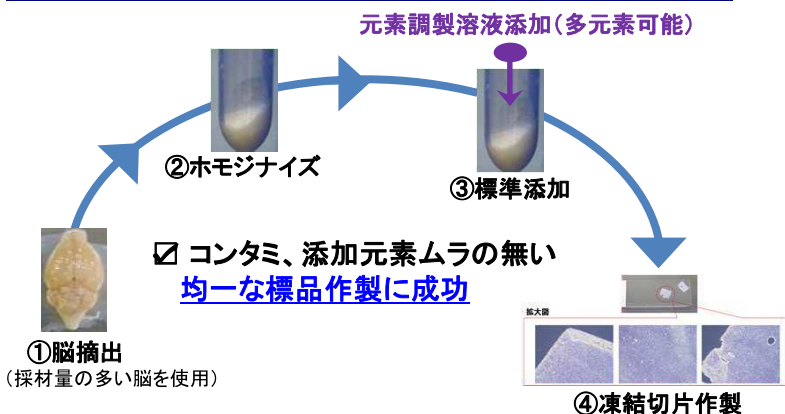 元素調製溶液添加（多元素可能）
②ホモジナイズ
③標準添加
☑ コンタミ、添加元素ムラの無い
均一な標品作製に成功
拡大図
①脳摘出
（採材量の多い脳を使用）
④凍結切片作製